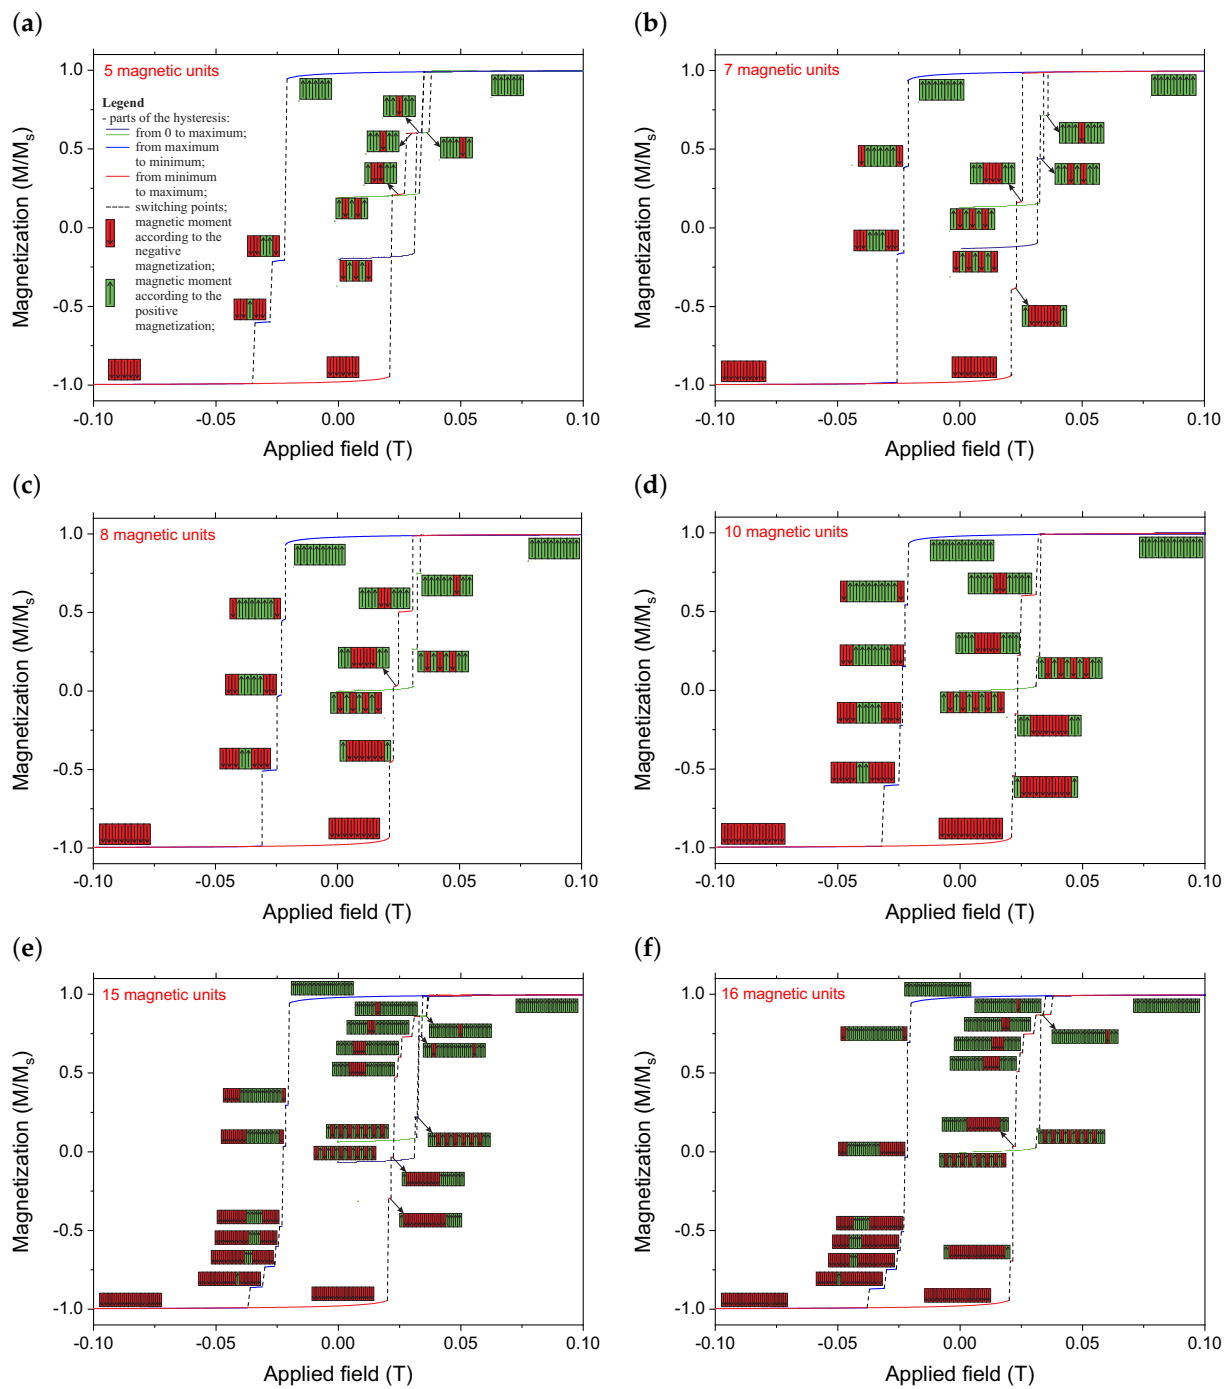 (a)
Magnetization (M/Ms)
1.0
0.5
0.0
-0.5
-1.0
5 magnetic units
Legend
- parts of the hysteresis:
from 0 to maximum;
from maximum
to minimum;
from minimum
to maximum;
switching points;
magnetic moment
according to the
negative
magnetization;
magnetic moment
according to the
positive
magnetization;
-0.10 -0.05 0.00 0.05 0.10
Applied field (T)
(b)
Magnetization (M/Ms)
1.0
0.5
0.0
-0.5
-1.0
7 magnetic units
-0.10 -0.05 0.00 0.05 0.10
Applied field (T)
(c)
Magnetization (M/Ms)
1.0
0.5
0.0
-0.5
-1.0
8 magnetic units
-0.10 -0.05 0.00 0.05 0.10
Applied field (T)
(d)
Magnetization (M/Ms)
1.0
0.5
0.0
-0.5
-1.0
10 magnetic units
-0.10 -0.05 0.00 0.05 0.10
Applied field (T)
(e)
Magnetization (M/Ms)
1.0
0.5
0.0
-0.5
-1.0
15 magnetic units
-0.10 -0.05 0.00 0.05 0.10
Applied field (T)
(f)
Magnetization (M/Ms)
1.0
0.5
0.0
-0.5
-1.0
16 magnetic units
-0.10 -0.05 0.00 0.05 0.10
Applied field (T)